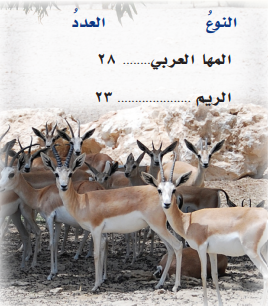 النوعُ العددُ
المها العربي........ ٢٨
الريم ..................... ٢٣